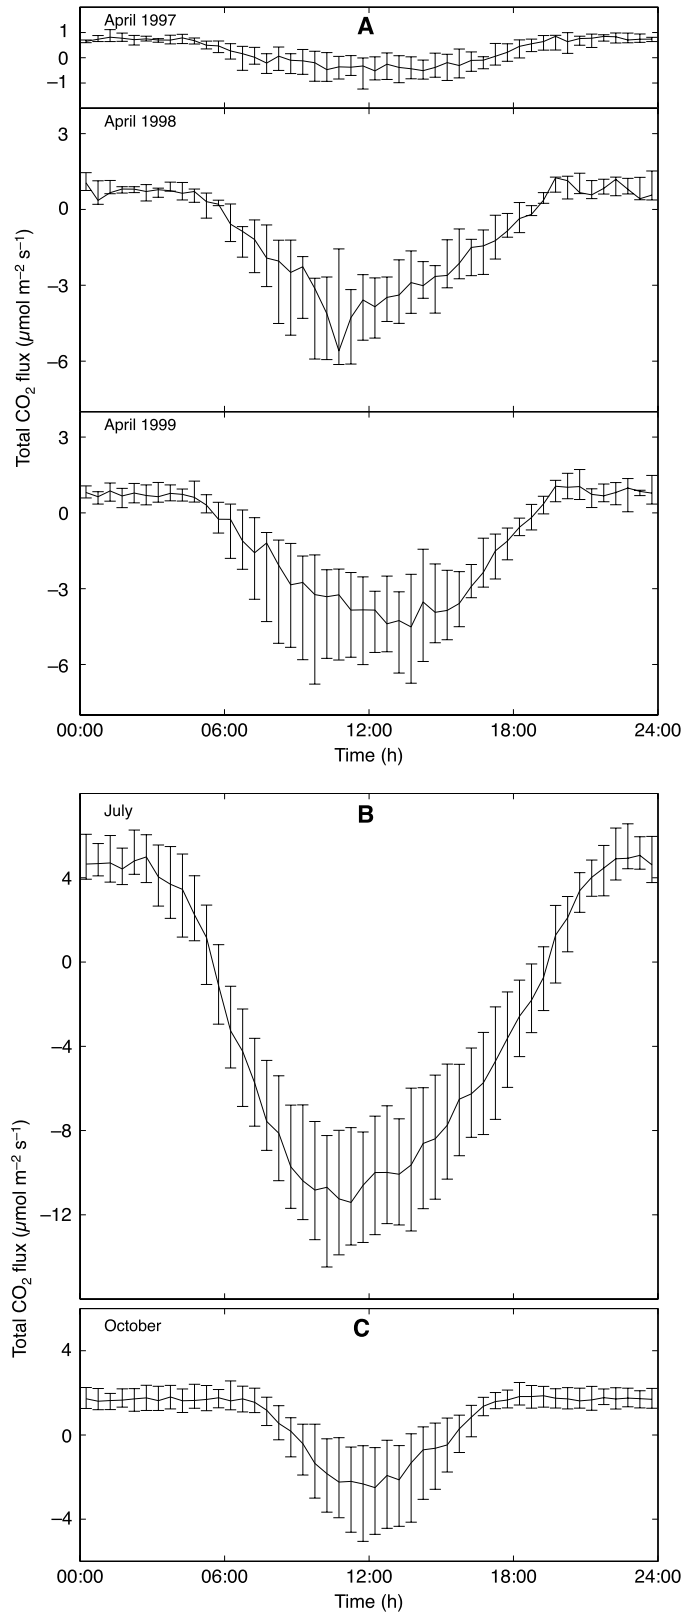 April 1997
A
1
0
−1
April 1998
3
0
−3
−6
April 1999
3
0
−3
−6
Total CO2 flux (µmol m−2 s−1)
00:00 06:00 12:00 18:00 24:00
Time (h)
July
B
4
0
−4
−8
−12
October
C
4
0
−4
Total CO2 flux (µmol m−2 s−1)
00:00 06:00 12:00 18:00 24:00
Time (h)